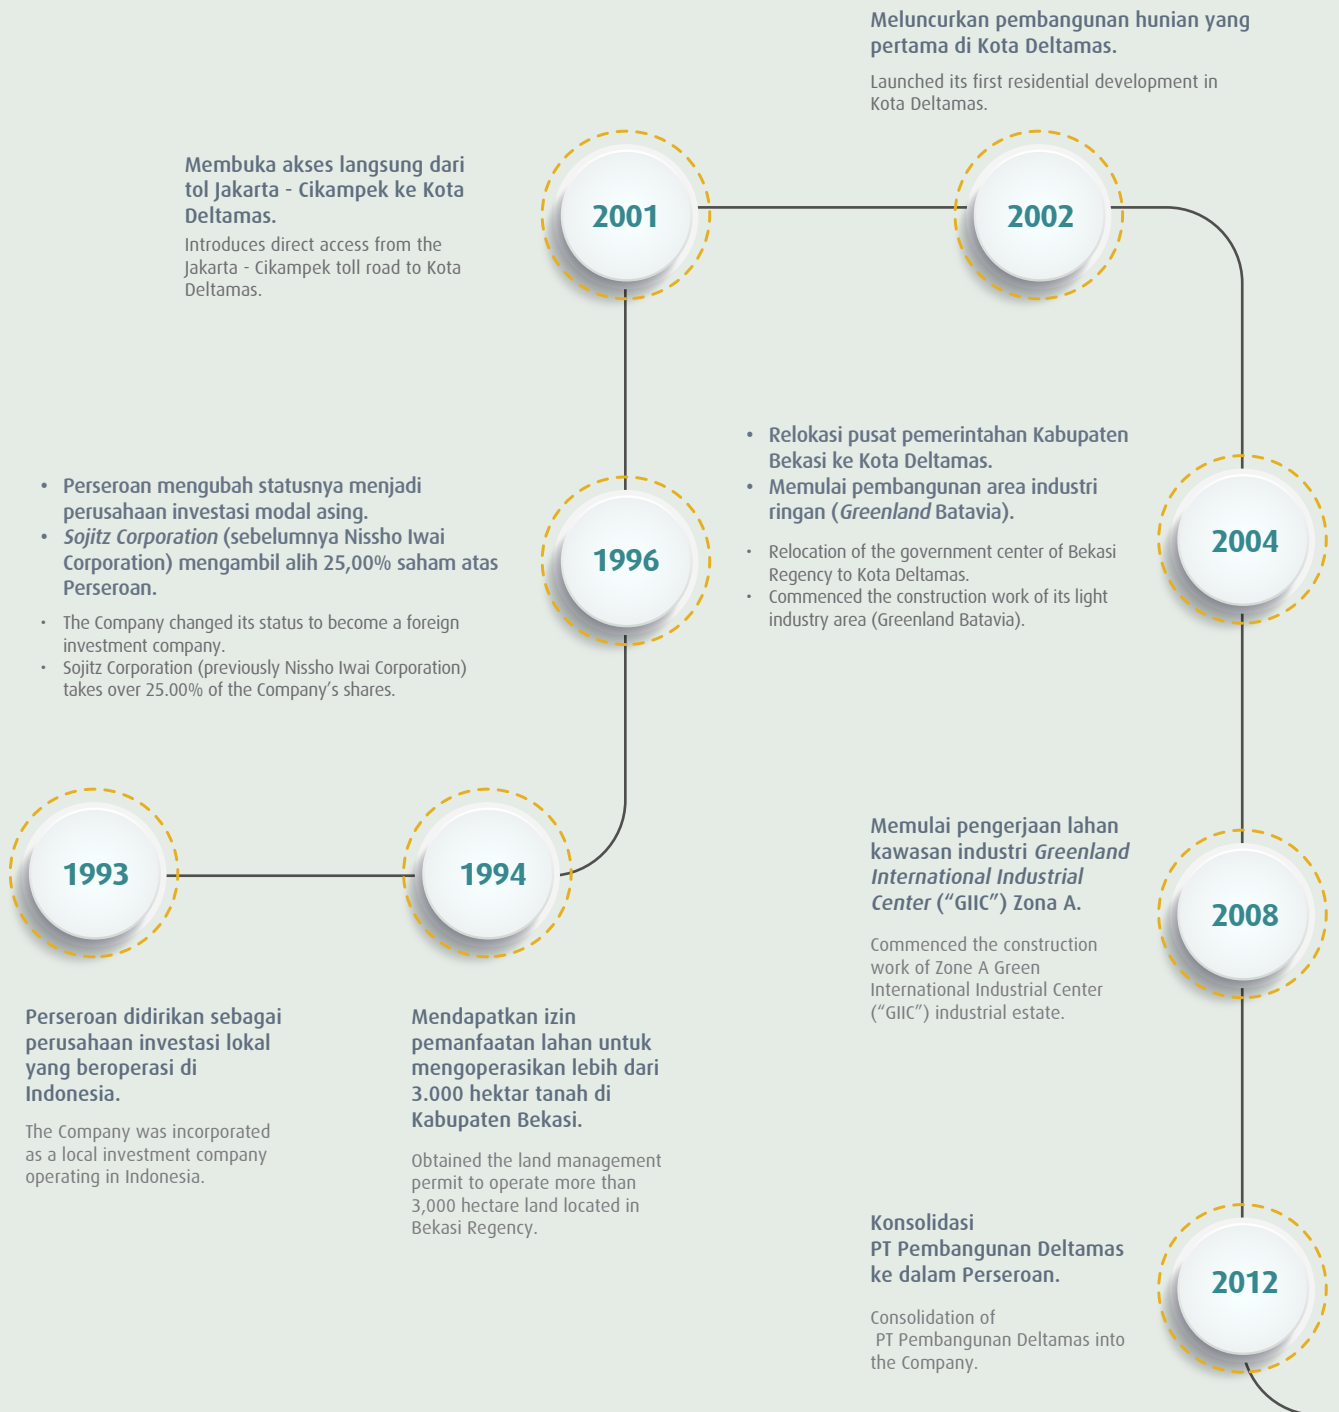 Meluncurkan pembangunan hunian yang
pertama di Kota Deltamas.
Launched its first residential development in
Kota Deltamas.
Membuka akses langsung dari
tol Jakarta - Cikampek ke Kota
Deltamas.
Introduces direct access from the
Jakarta - Cikampek toll road to Kota
Deltamas.
2001
2002
• Relokasi pusat pemerintahan Kabupaten
Bekasi ke Kota Deltamas.
• Memulai pembangunan area industri
ringan (Greenland Batavia).
• Relocation of the government center of Bekasi
Regency to Kota Deltamas.
• Commenced the construction work of its light
industry area (Greenland Batavia).
2004
• Perseroan mengubah statusnya menjadi
perusahaan investasi modal asing.
• Sojitz Corporation (sebelumnya Nissho Iwai
Corporation) mengambil alih 25,00% saham atas
Perseroan.
• The Company changed its status to become a foreign
investment company.
• Sojitz Corporation (previously Nissho Iwai Corporation)
takes over 25.00% of the Company's shares.
1996
1993
1994
Memulai pengerjaan lahan
kawasan industri Greenland
International Industrial
Center (“GIIC”) Zona A.
Commenced the construction
work of Zone A Green
International Industrial Center
(“GIIC”) industrial estate.
2008
Perseroan didirikan sebagai
perusahaan investasi lokal
yang beroperasi di
Indonesia.
The Company was incorporated
as a local investment company
operating in Indonesia.
Mendapatkan izin
pemanfaatan lahan untuk
mengoperasikan lebih dari
3.000 hektar tanah di
Kabupaten Bekasi.
Obtained the land management
permit to operate more than
3,000 hectare land located in
Bekasi Regency.
Konsolidasi
PT Pembangunan Deltamas
ke dalam Perseroan.
Consolidation of
PT Pembangunan Deltamas into
the Company.
2012